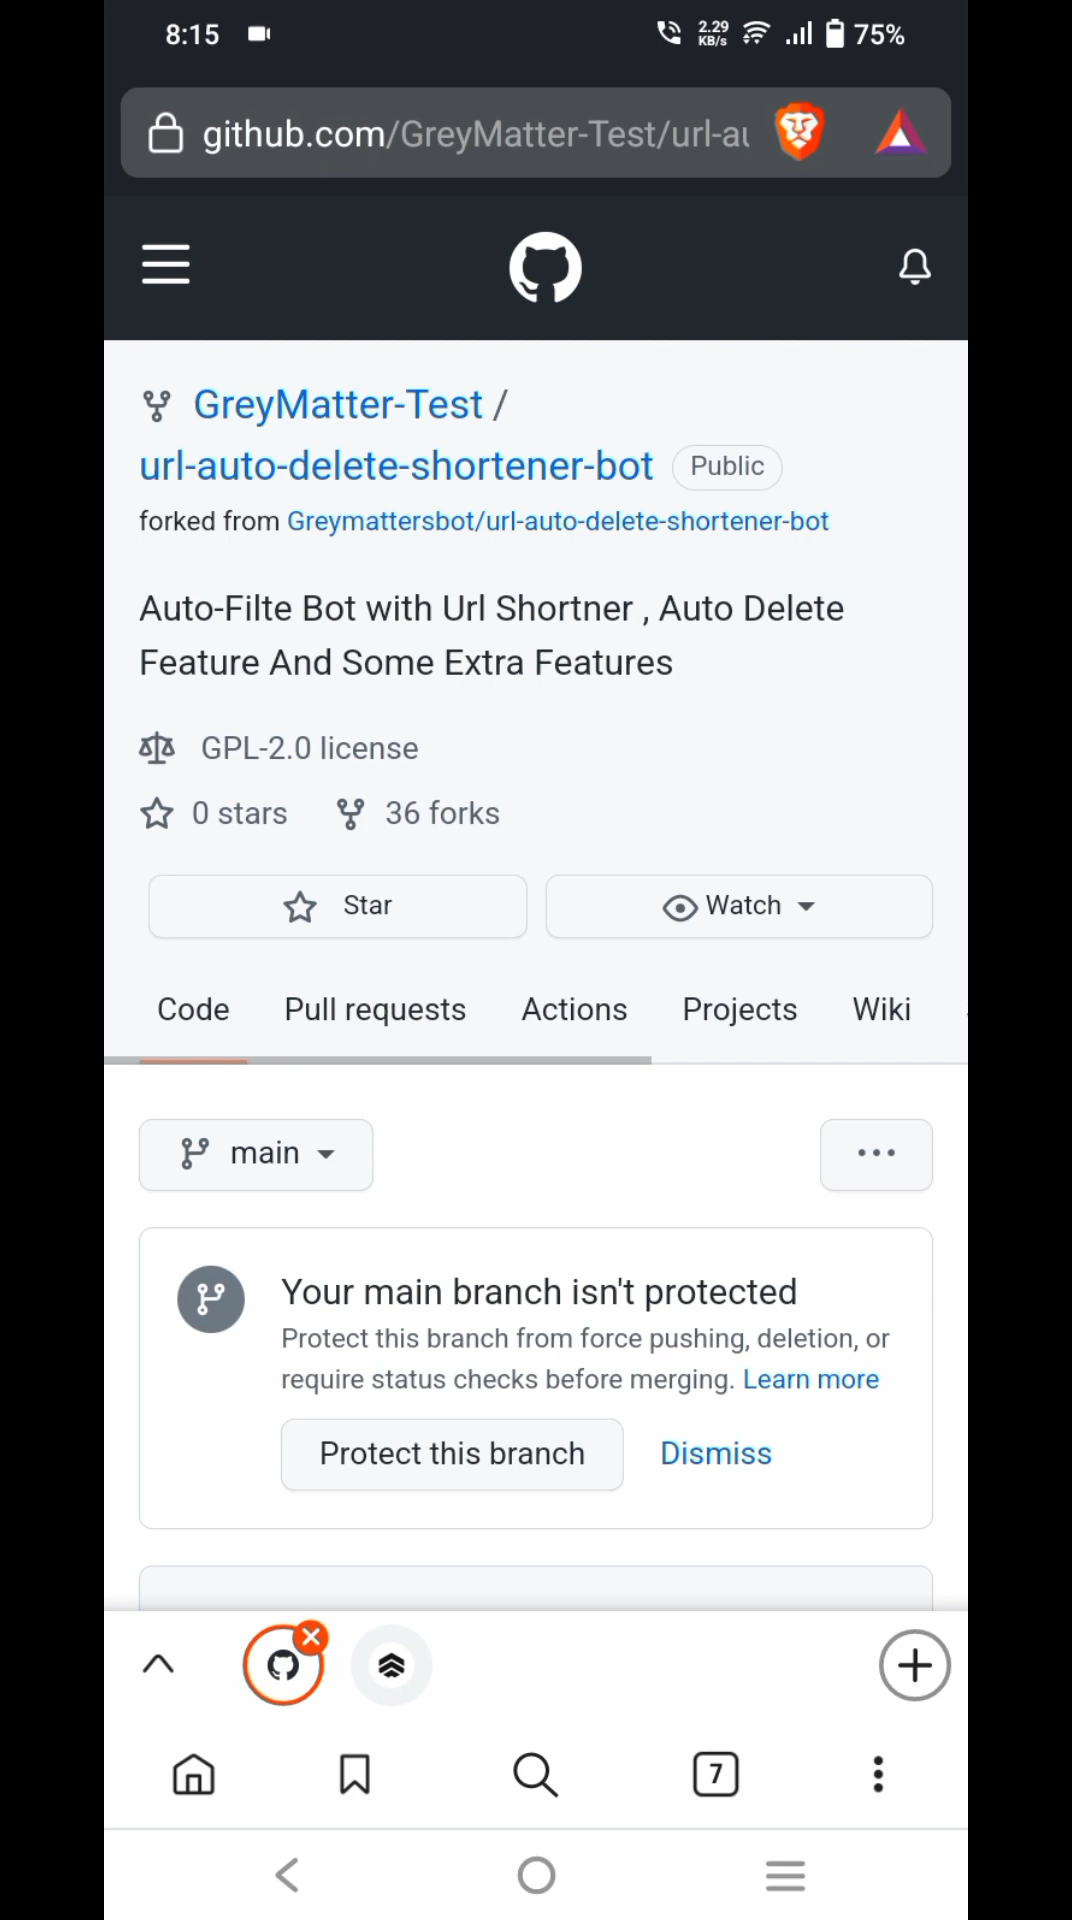 8:15
2.29
KB/s
75%
github.com/GreyMatter-Test/url-au
GreyMatter-Test /
url-auto-delete-shortener-bot Public
forked from Greymattersbot/url-auto-delete-shortener-bot
Auto-Filte Bot with Url Shortner , Auto Delete
Feature And Some Extra Features
GPL-2.0 license
0 stars 36 forks
Star Watch
Code Pull requests Actions Projects Wiki
main
Your main branch isn't protected
Protect this branch from force pushing, deletion, or
require status checks before merging. Learn more
Protect this branch Dismiss
7